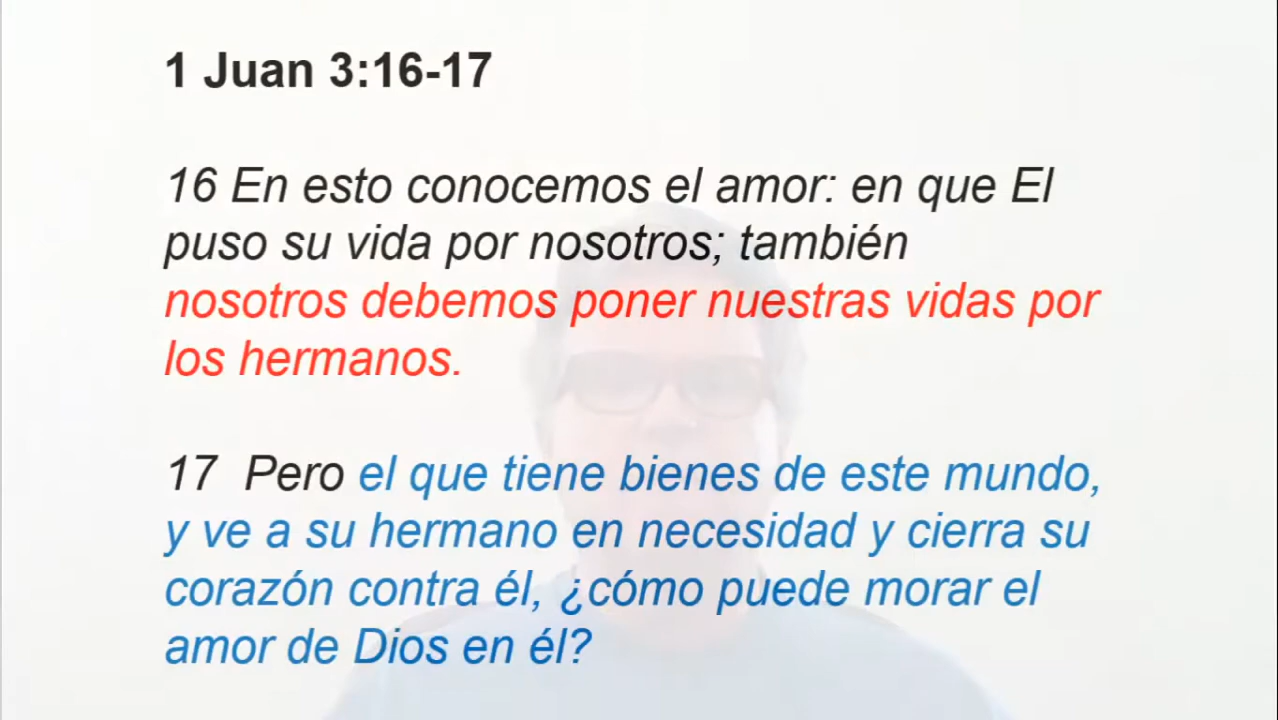 1 Juan 3:16-17
16 En esto conocemos el amor: en que El
puso su vida por nosotros; también
nosotros debemos poner nuestras vidas por
los hermanos.
17 Pero el que tiene bienes de este mundo,
y ve a su hermano en necesidad y cierra su
corazón contra él, ¿cómo puede morar el
amor de Dios en él?